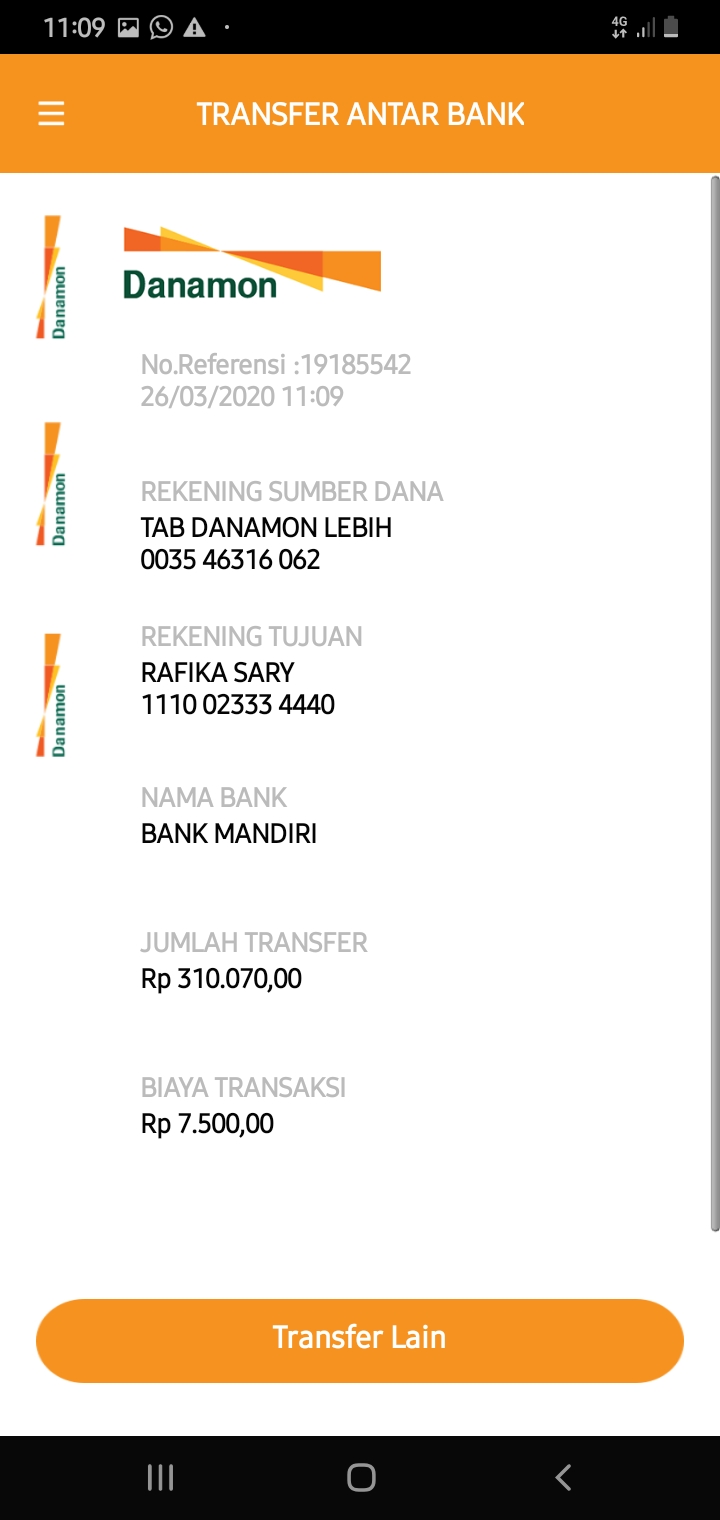 11:09
4G
TRANSFER ANTAR BANK
Danamon
Danamon
No.Referensi :19185542
26/03/2020 11:09
Danamon
REKENING SUMBER DANA
TAB DANAMON LEBIH
0035 46316 062
REKENING TUJUAN
RAFIKA SARY
1110 02333 4440
Danamon
NAMA BANK
BANK MANDIRI
JUMLAH TRANSFER
Rp 310.070,00
BIAYA TRANSAKSI
Rp 7.500,00
Transfer Lain